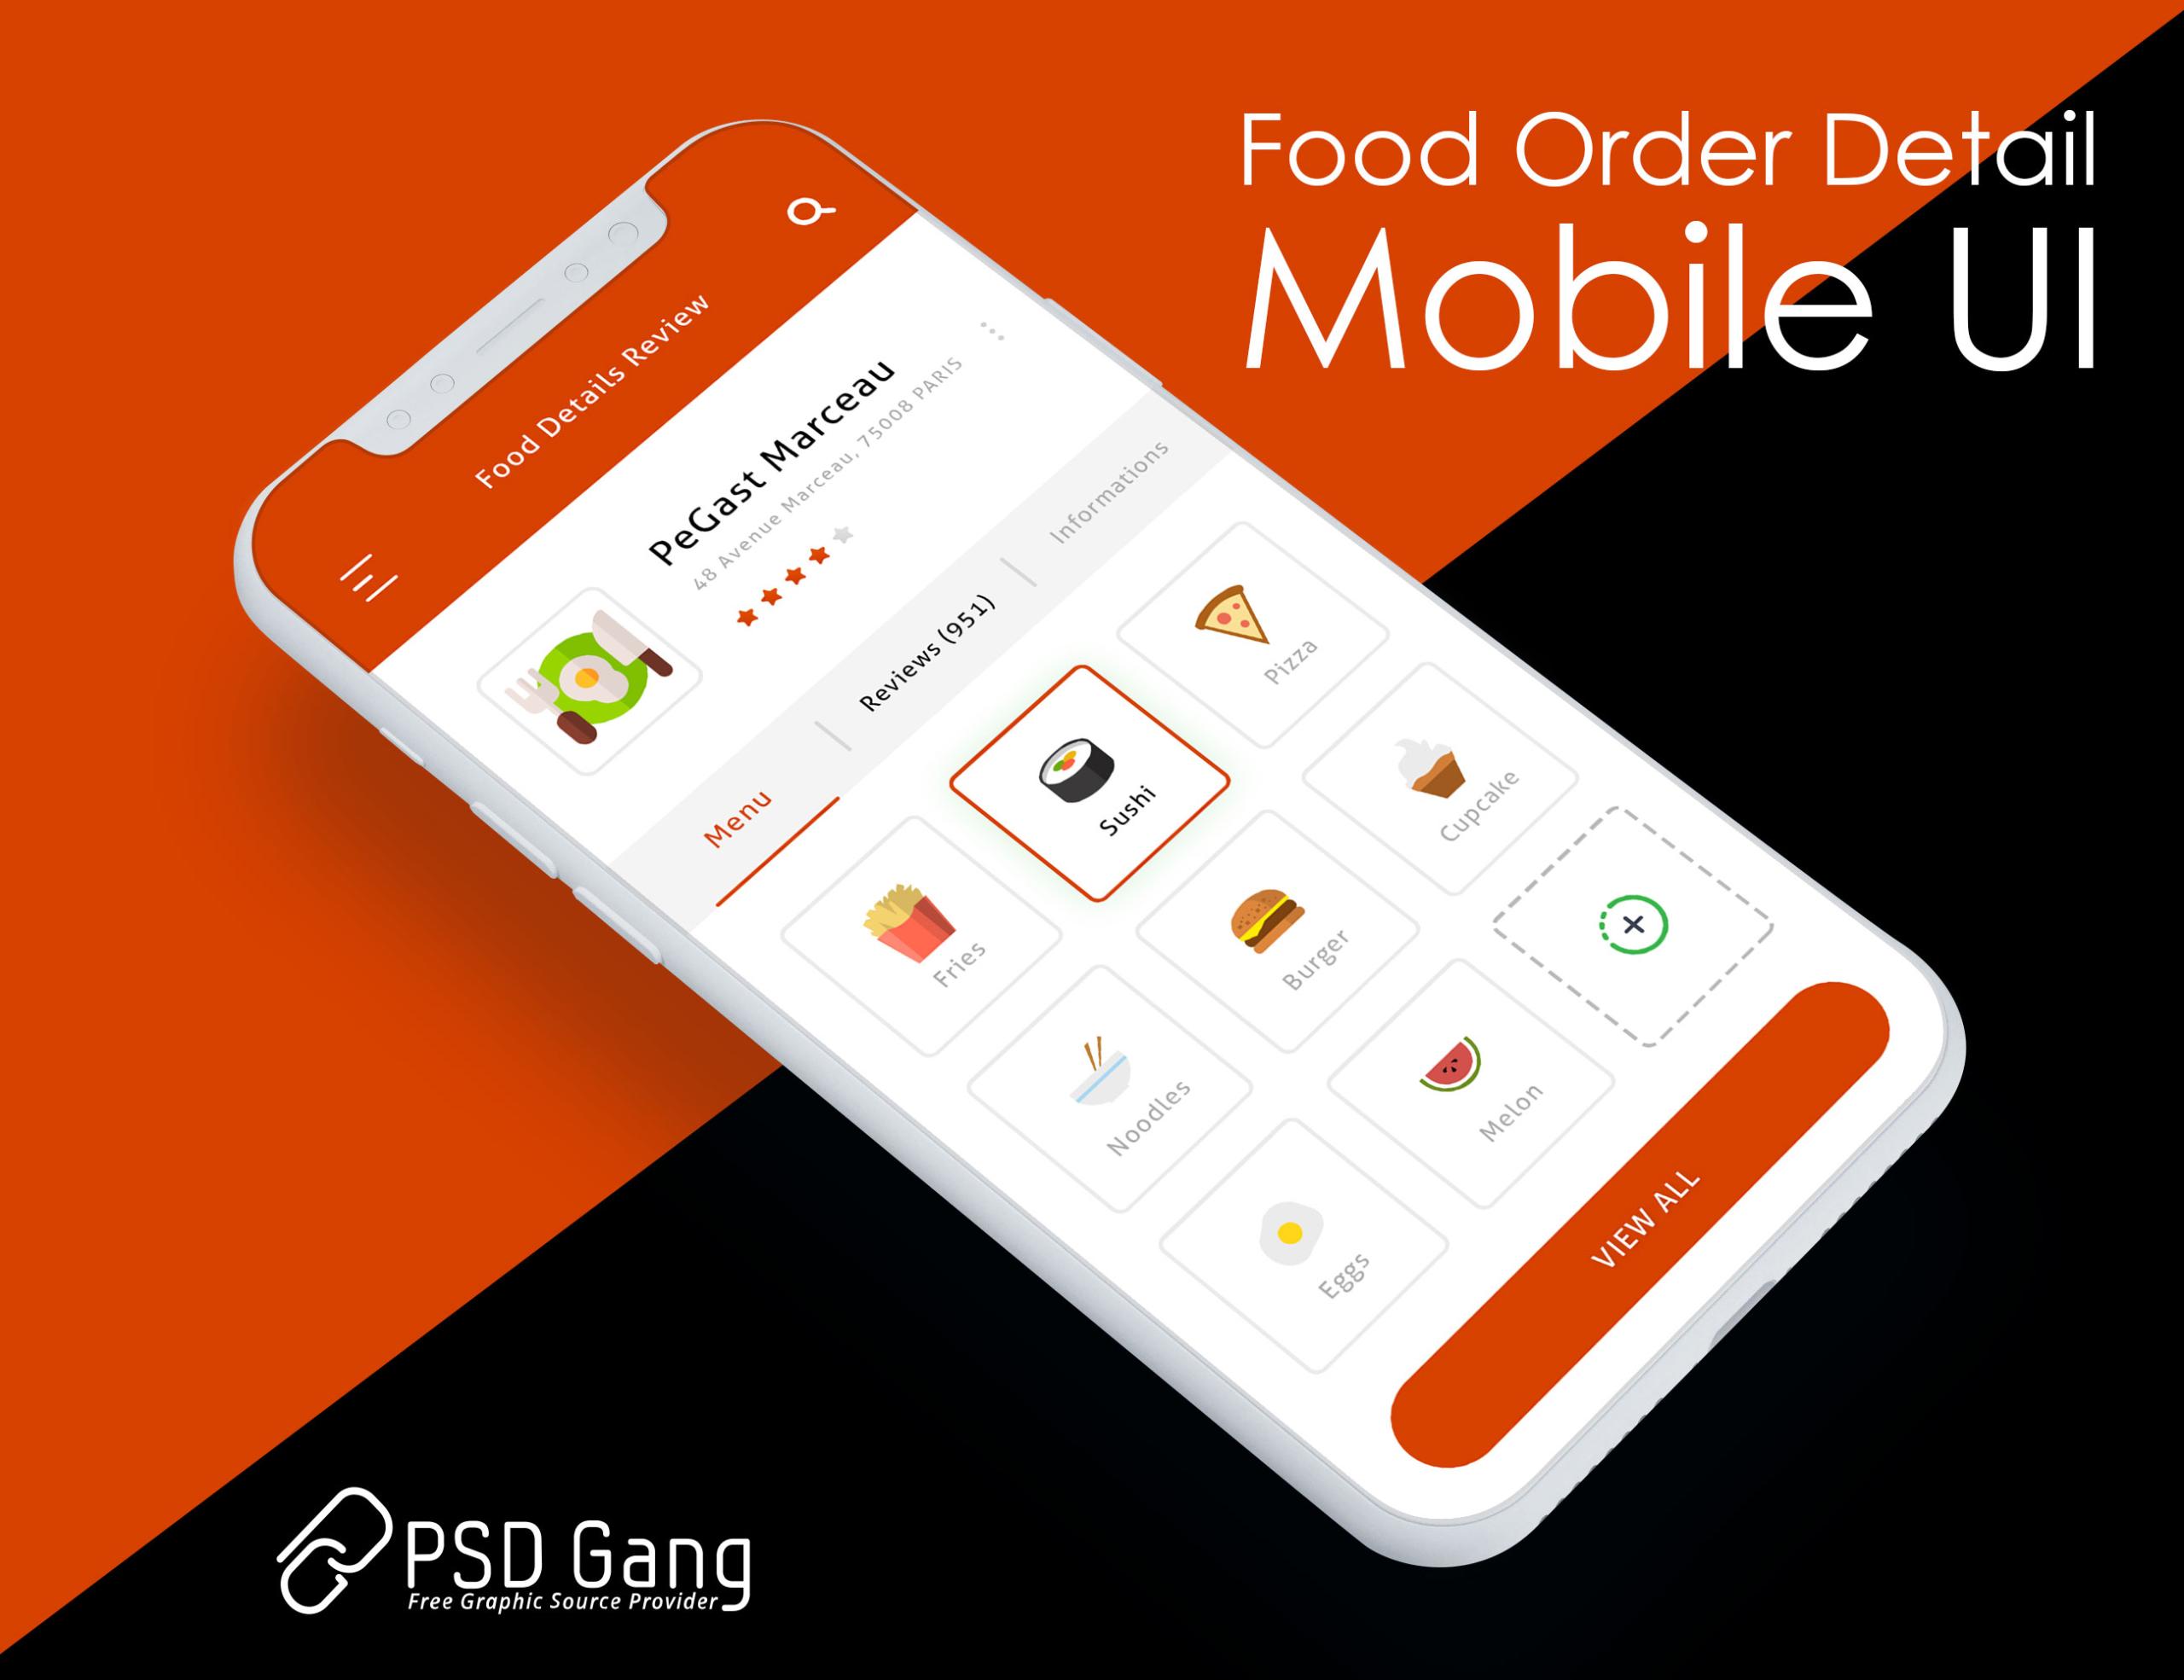 Food Order Detail
Mobile UI
Food Details Review
PeGast Marceau
48 Avenue Marceau, 75008 PARIS
Menu
Reviews (951)
Informations
Fries
Sushi
Pizza
Noodles
Burger
Cupcake
Eggs
Melon
VIEW ALL
PSD Gang
Free Graphic Source Provider